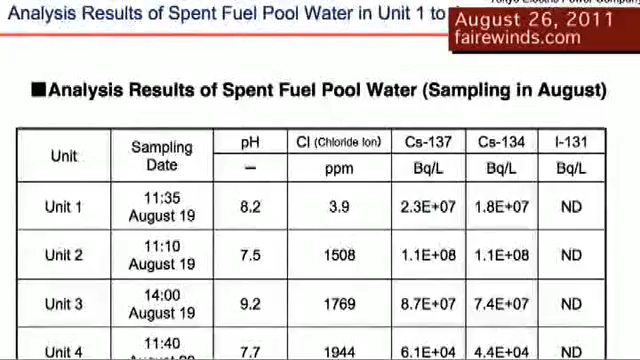 Tokyo Electric Power Company
Analysis Results of Spent Fuel Pool Water in Unit 1 to
August 26, 2011
fairewinds.com
■Analysis Results of Spent Fuel Pool Water (Sampling in August)
Unit Sampling Date pH Cl (Chloride Ion) Cs-137 Cs-134 I-131
− ppm Bq/L Bq/L Bq/L
Unit 1 11:35 August 19 8.2 3.9 2.3E+07 1.8E+07 ND
Unit 2 11:10 August 19 7.5 1508 1.1E+08 1.1E+08 ND
Unit 3 14:00 August 19 9.2 1769 8.7E+07 7.4E+07 ND
Unit 4 11:40 August 7.7 1944 6.1E+04 4.4E+04 ND